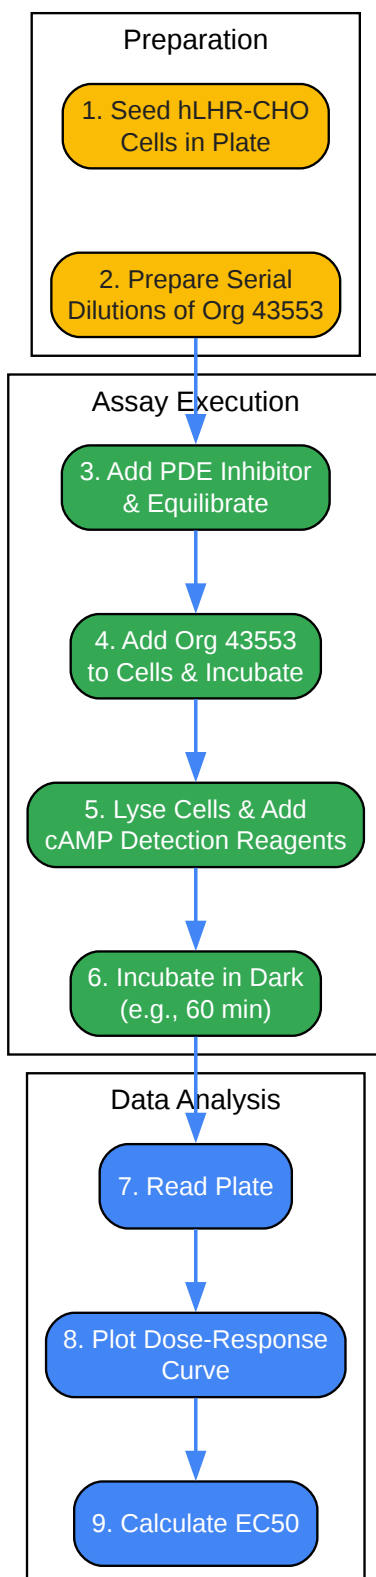 Preparation
1. Seed hLHR-CHO
Cells in Plate
2. Prepare Serial
Dilutions of Org 43553
Assay Execution
3. Add PDE Inhibitor
& Equilibrate
4. Add Org 43553
to Cells & Incubate
5. Lyse Cells & Add
cAMP Detection Reagents
6. Incubate in Dark
(e.g., 60 min)
Data Analysis
7. Read Plate
8. Plot Dose-Response
Curve
9. Calculate EC50